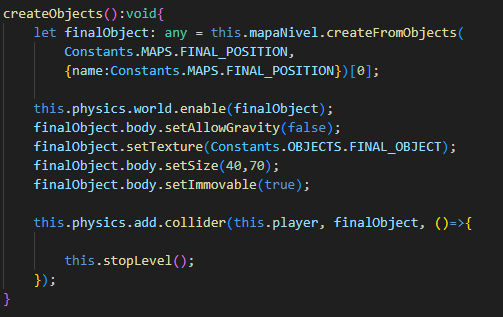 createObjects():void{
let finalObject: any = this.mapaNivel.createFromObjects(
Constants.MAPS.FINAL_POSITION,
{name:Constants.MAPS.FINAL_POSITION})[0];
this.physics.world.enable(finalObject);
finalObject.body.setAllowGravity(false);
finalObject.setTexture(Constants.OBJECTS.FINAL_OBJECT);
finalObject.body.setSize(40,70);
finalObject.body.setImmovable(true);
this.physics.add.collider(this.player, finalObject, ()=>{
this.stopLevel();
});
}